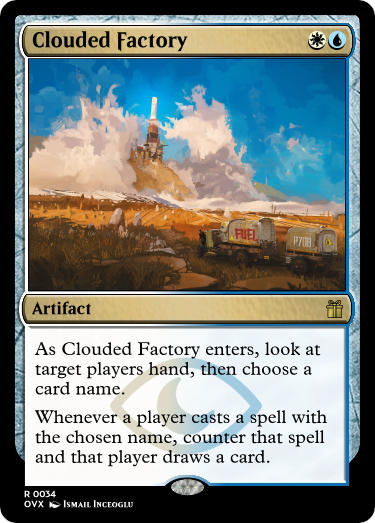 Clouded Factory
FUEL
P70B
Artifact
As Clouded Factory enters, look at
target players hand, then choose a
card name.
Whenever a player casts a spell with
the chosen name, counter that spell
and that player draws a card.
R 0034
OVX Ismail Inceoglu